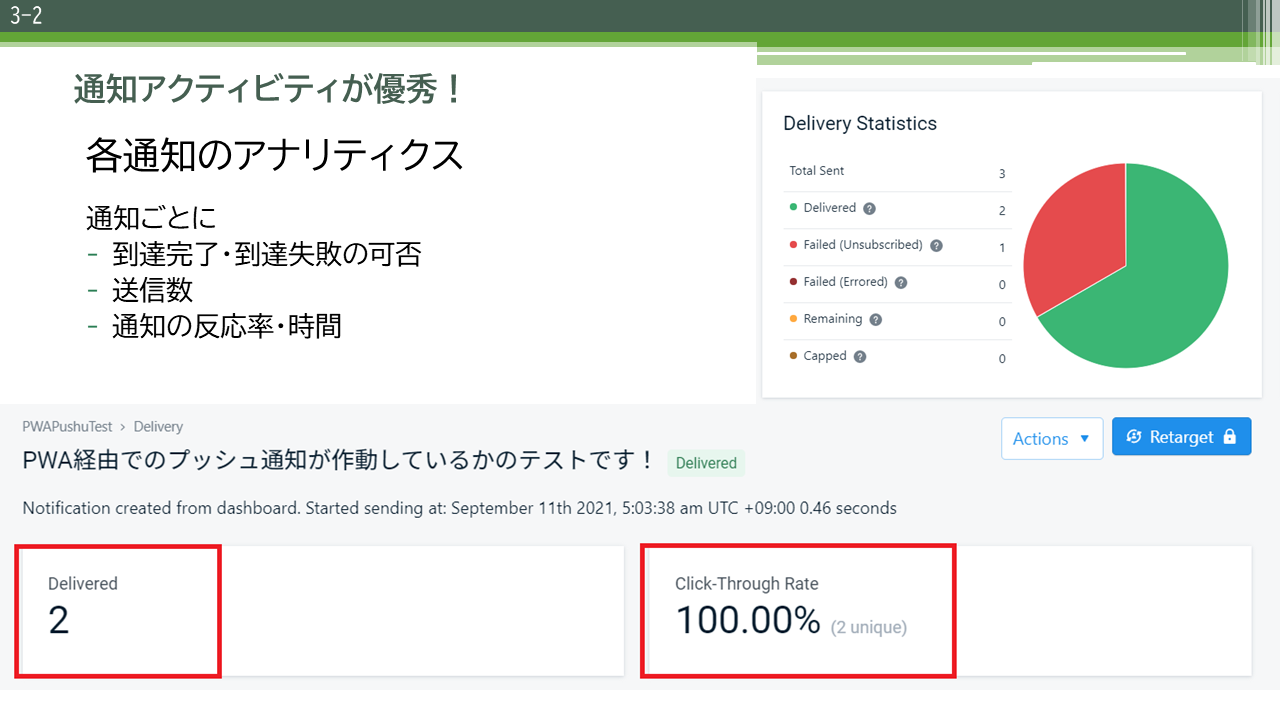 3-2
通知アクティビティが優秀！
各通知のアナリティクス
通知ごとに
- 到達完了・到達失敗の可否
- 送信数
- 通知の反応率・時間
Delivery Statistics
Total Sent 3
Delivered ? 2
Failed (Unsubscribed) ? 1
Failed (Errored) ? 0
Remaining ? 0
Capped ? 0
PWAPushuTest › Delivery
Actions ▼ Retarget
PWA経由でのプッシュ通知が作動しているかのテストです！ Delivered
Notification created from dashboard. Started sending at: September 11th 2021, 5:03:38 am UTC +09:00 0.46 seconds
Delivered
2
Click-Through Rate
100.00% (2 unique)